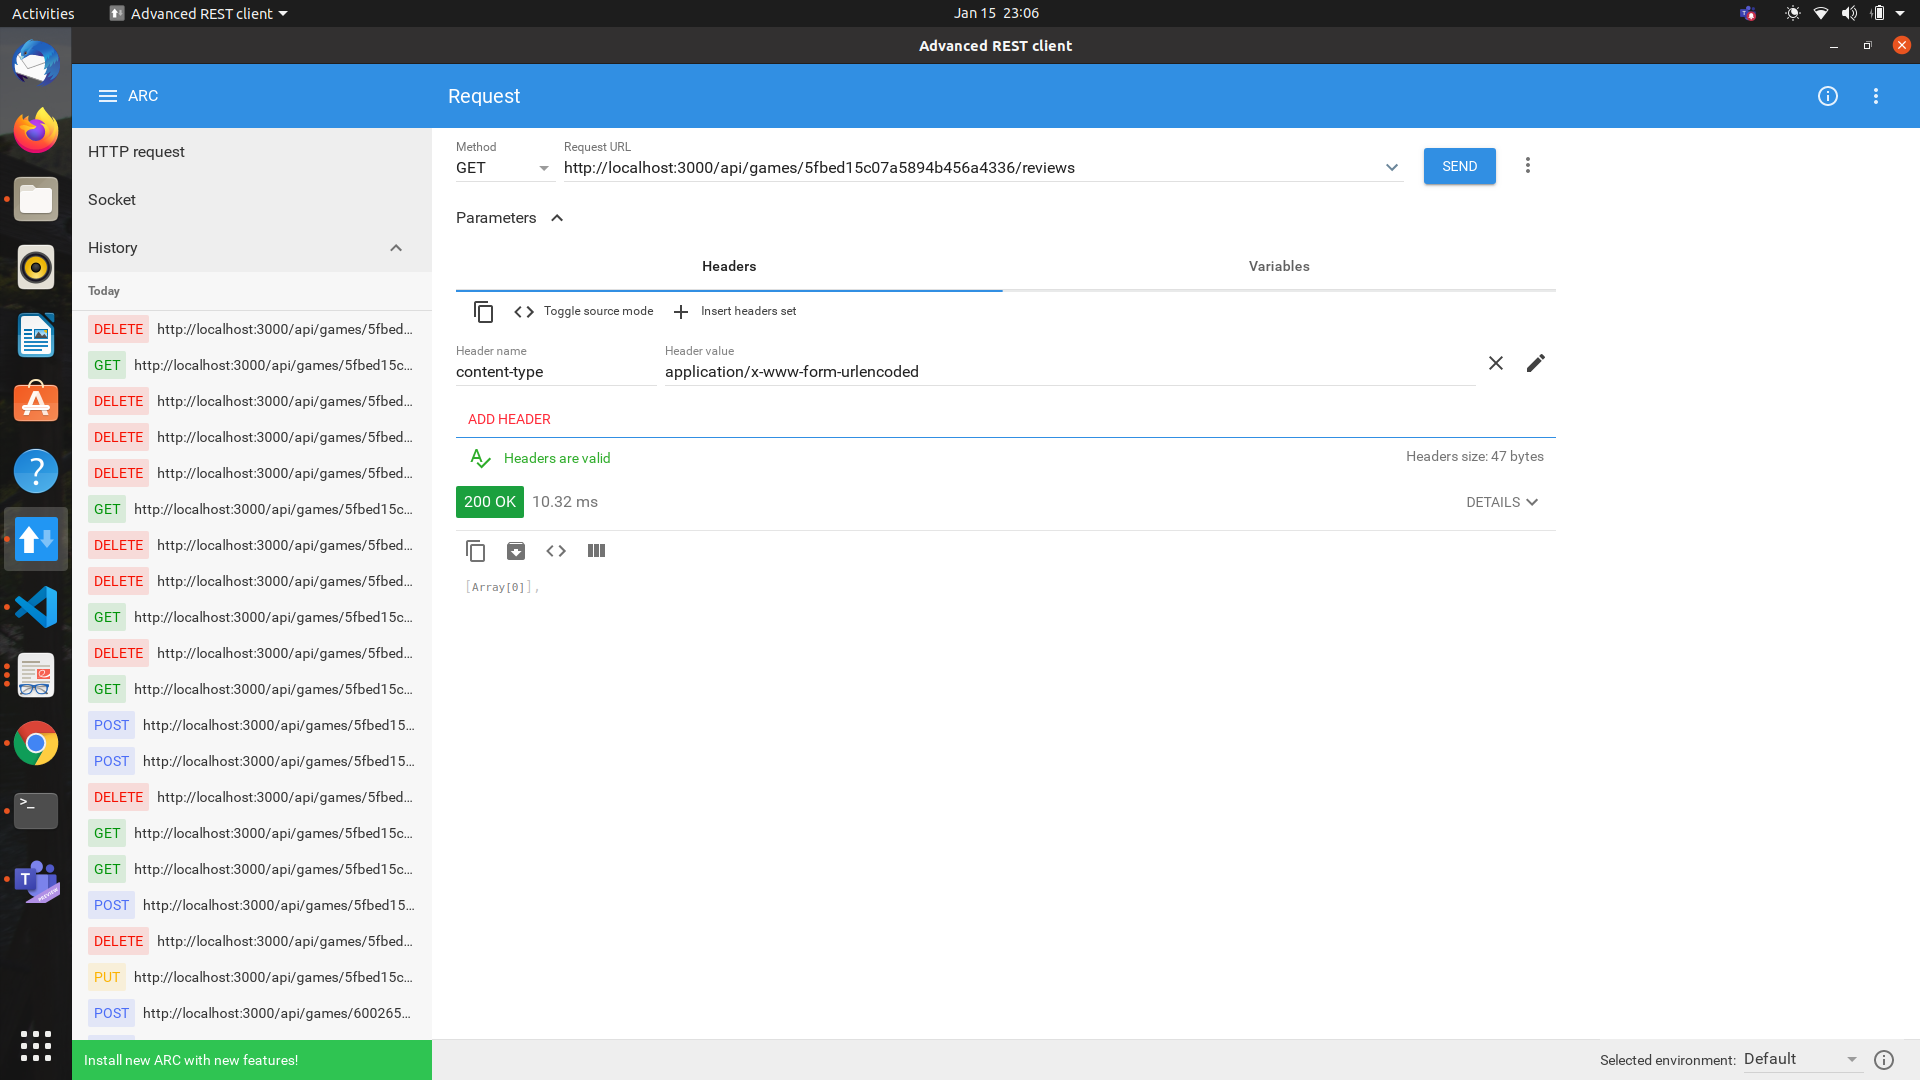 Activities
Advanced REST client
Jan 15 23:06
Advanced REST client
ARC
Request
HTTP request
Socket
History
Today
DELETE http://localhost:3000/api/games/5fbed...
GET http://localhost:3000/api/games/5fbed15c...
DELETE http://localhost:3000/api/games/5fbed...
DELETE http://localhost:3000/api/games/5fbed...
DELETE http://localhost:3000/api/games/5fbed...
GET http://localhost:3000/api/games/5fbed15c...
DELETE http://localhost:3000/api/games/5fbed...
DELETE http://localhost:3000/api/games/5fbed...
GET http://localhost:3000/api/games/5fbed15c...
DELETE http://localhost:3000/api/games/5fbed...
GET http://localhost:3000/api/games/5fbed15c...
POST http://localhost:3000/api/games/5fbed15...
POST http://localhost:3000/api/games/5fbed15...
DELETE http://localhost:3000/api/games/5fbed...
GET http://localhost:3000/api/games/5fbed15c...
GET http://localhost:3000/api/games/5fbed15c...
POST http://localhost:3000/api/games/5fbed15...
DELETE http://localhost:3000/api/games/5fbed...
PUT http://localhost:3000/api/games/5fbed15c...
POST http://localhost:3000/api/games/600265...
Install new ARC with new features!
Method
GET
Request URL
http://localhost:3000/api/games/5fbed15c07a5894b456a4336/reviews
SEND
Parameters
Headers
Variables
Toggle source mode
Insert headers set
Header name
content-type
Header value
application/x-www-form-urlencoded
ADD HEADER
Headers are valid
Headers size: 47 bytes
200 OK 10.32 ms
DETAILS
[Array[0]],
Selected environment: Default